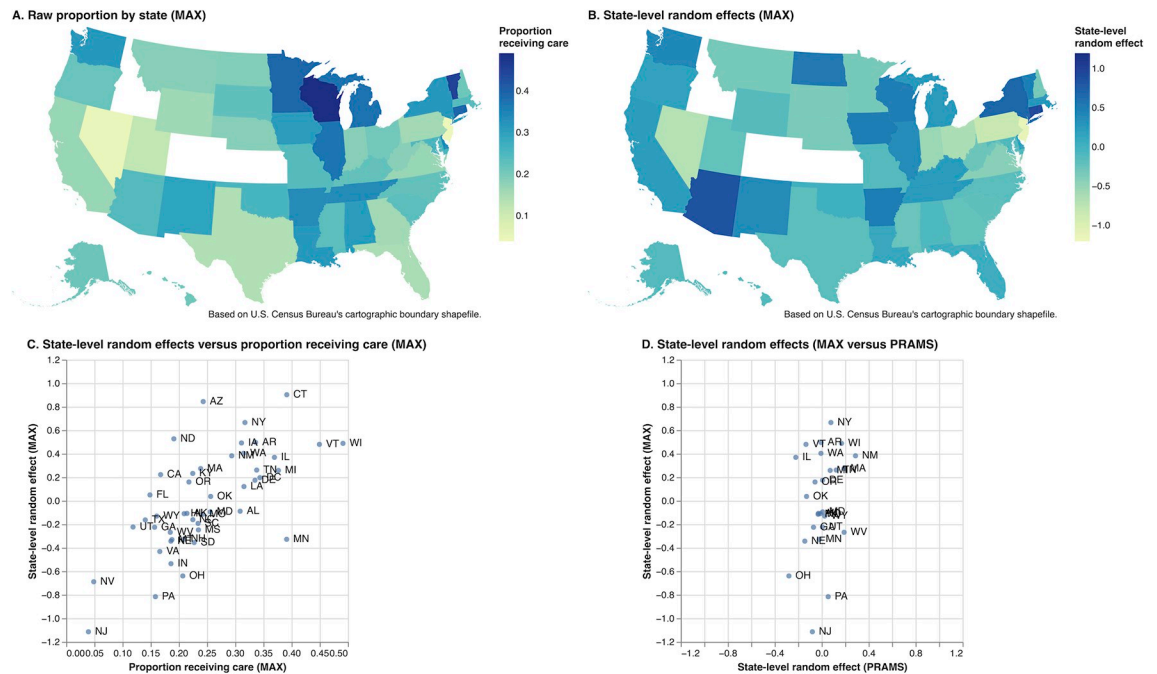 A. Raw proportion by state (MAX)
B. State-level random effects (MAX)
Proportion
receiving care
0.4
0.3
0.2
0.1
State-level
random effect
1.0
0.5
0.0
−0.5
−1.0
Based on U.S. Census Bureau's cartographic boundary shapefile.
Based on U.S. Census Bureau's cartographic boundary shapefile.
C. State-level random effects versus proportion receiving care (MAX)
State-level random effect (MAX)
1.2
1.0
0.8
0.6
0.4
0.2
0.0
−0.2
−0.4
−0.6
−0.8
−1.0
−1.2
CT
AZ
NY
ND
IA
AR
VT
WI
WA
NM
IL
MA
KY
TN
MI
CA
OR
DC
DE
LA
FL
OK
MD
AL
WY
TX
UT
GA
SC
MS
WV
NH
SD
MN
VA
IN
OH
NV
PA
NJ
0.00
0.05
0.10
0.15
0.20
0.25
0.30
0.35
0.40
0.45
0.50
Proportion receiving care (MAX)
D. State-level random effects (MAX versus PRAMS)
State-level random effect (MAX)
1.2
1.0
0.8
0.6
0.4
0.2
0.0
−0.2
−0.4
−0.6
−0.8
−1.0
−1.2
NY
VT
AR
WI
WA
IL
NM
MA
OR
DE
OK
UT
WV
NE
MN
OH
PA
NJ
−1.2
−0.8
−0.4
0.0
0.4
0.8
1.2
State-level random effect (PRAMS)